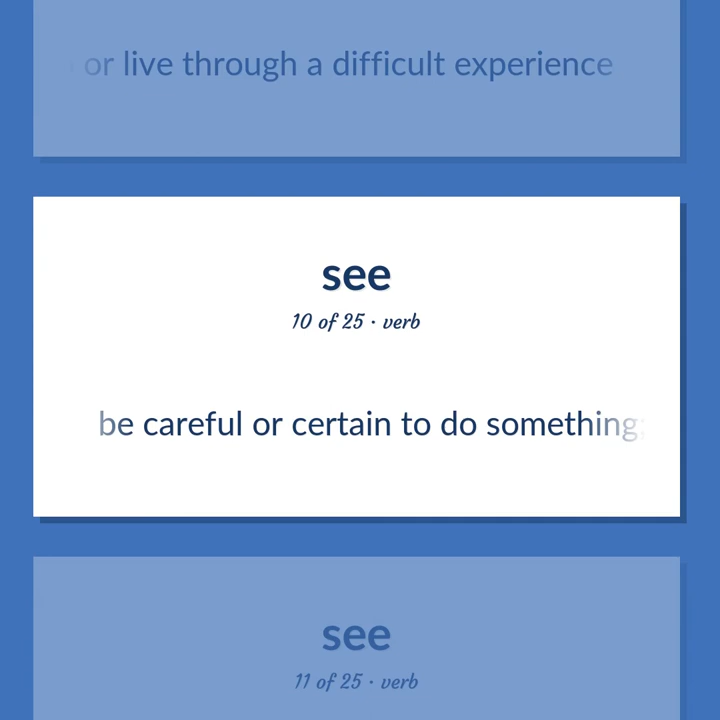 or live through a difficult experience
see
10 of 25 · verb
be careful or certain to do something;
see
11 of 25 · verb